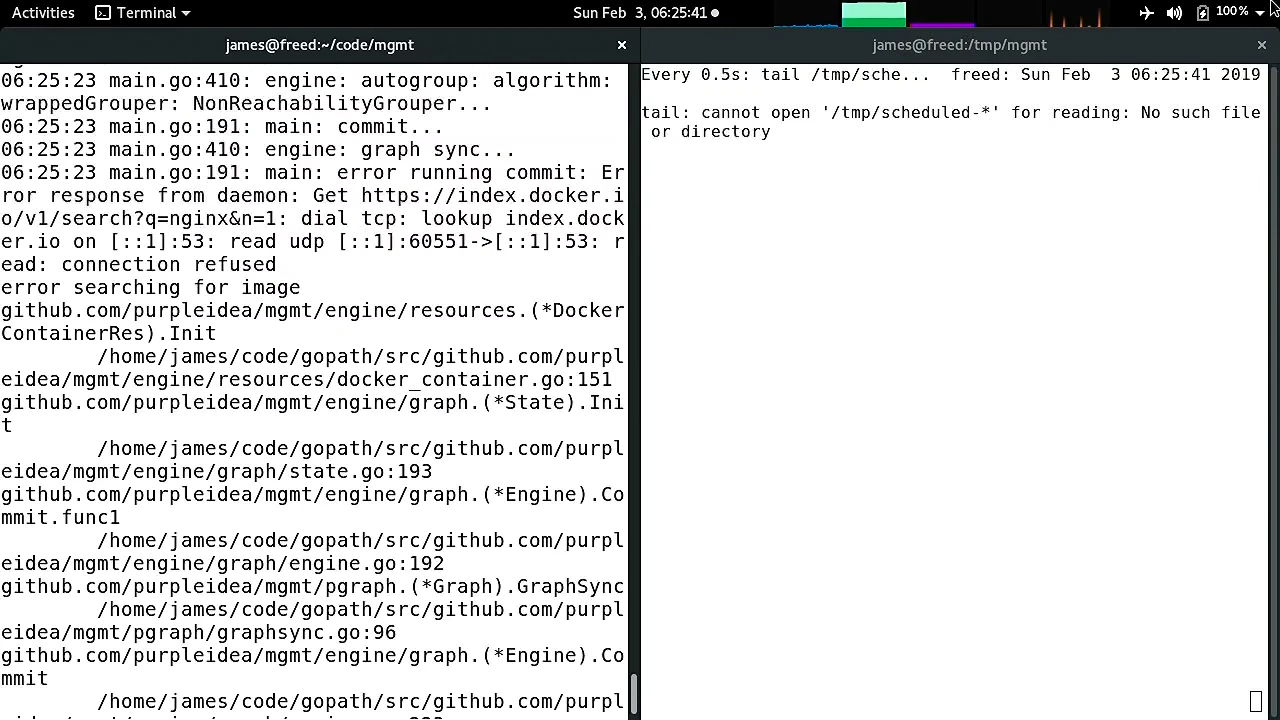 Activities
Terminal
Sun Feb 3, 06:25:41
100%
james@freed:~/code/mgmt
×
06:25:23 main.go:410: engine: autogroup: algorithm:
wrappedGrouper: NonReachabilityGrouper...
06:25:23 main.go:191: main: commit...
06:25:23 main.go:410: engine: graph sync...
06:25:23 main.go:191: main: error running commit: Er
ror response from daemon: Get https://index.docker.i
o/v1/search?q=nginx&n=1: dial tcp: lookup index.dock
er.io on [::1]:53: read udp [::1]:60551->[::1]:53: r
ead: connection refused
error searching for image
github.com/purpleidea/mgmt/engine/resources.(*Docker
ContainerRes).Init
/home/james/code/gopath/src/github.com/purpl
eidea/mgmt/engine/resources/docker_container.go:151
github.com/purpleidea/mgmt/engine/graph.(*State).Ini
t
/home/james/code/gopath/src/github.com/purpl
eidea/mgmt/engine/graph/state.go:193
github.com/purpleidea/mgmt/engine/graph.(*Engine).Co
mmit.func1
/home/james/code/gopath/src/github.com/purpl
eidea/mgmt/engine/graph/engine.go:192
github.com/purpleidea/mgmt/pgraph.(*Graph).GraphSync
/home/james/code/gopath/src/github.com/purpl
eidea/mgmt/pgraph/graphsync.go:96
github.com/purpleidea/mgmt/engine/graph.(*Engine).Co
mmit
/home/james/code/gopath/src/github.com/purpl
james@freed:/tmp/mgmt
×
Every 0.5s: tail /tmp/sche... freed: Sun Feb 3 06:25:41 2019
tail: cannot open '/tmp/scheduled-*' for reading: No such file
or directory